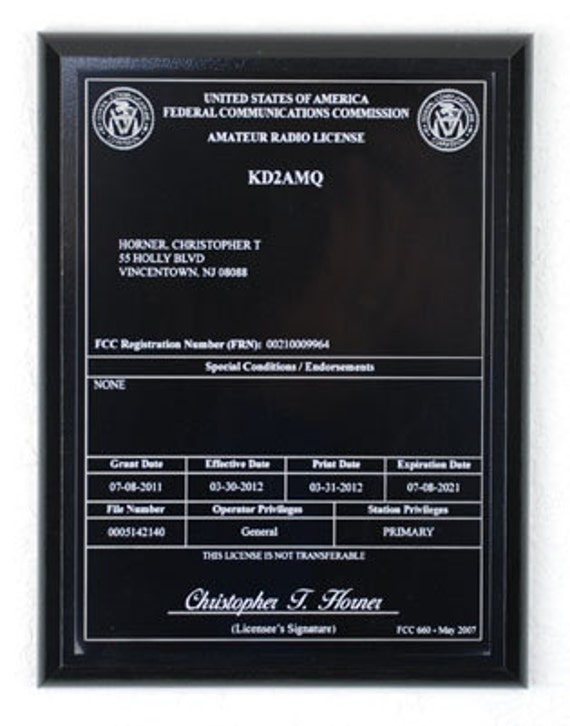 UNITED STATES OF AMERICA
FEDERAL COMMUNICATIONS COMMISSION
AMATEUR RADIO LICENSE
KD2AMQ
HORNER, CHRISTOPHER T
55 HOLLY BLVD
VINCENTOWN, NJ 08088
FCC Registration Number (FRN): 00210009964
Special Conditions / Endorsements
NONE
Grant Date Effective Date Print Date Expiration Date
07-08-2011 03-30-2012 03-31-2012 07-08-2021
File Number Operator Privileges Station Privileges
0005142140 General PRIMARY
THIS LICENSE IS NOT TRANSFERABLE
Christopher T. Horner
(Licensee's Signature)
FCC 660 - May 2007